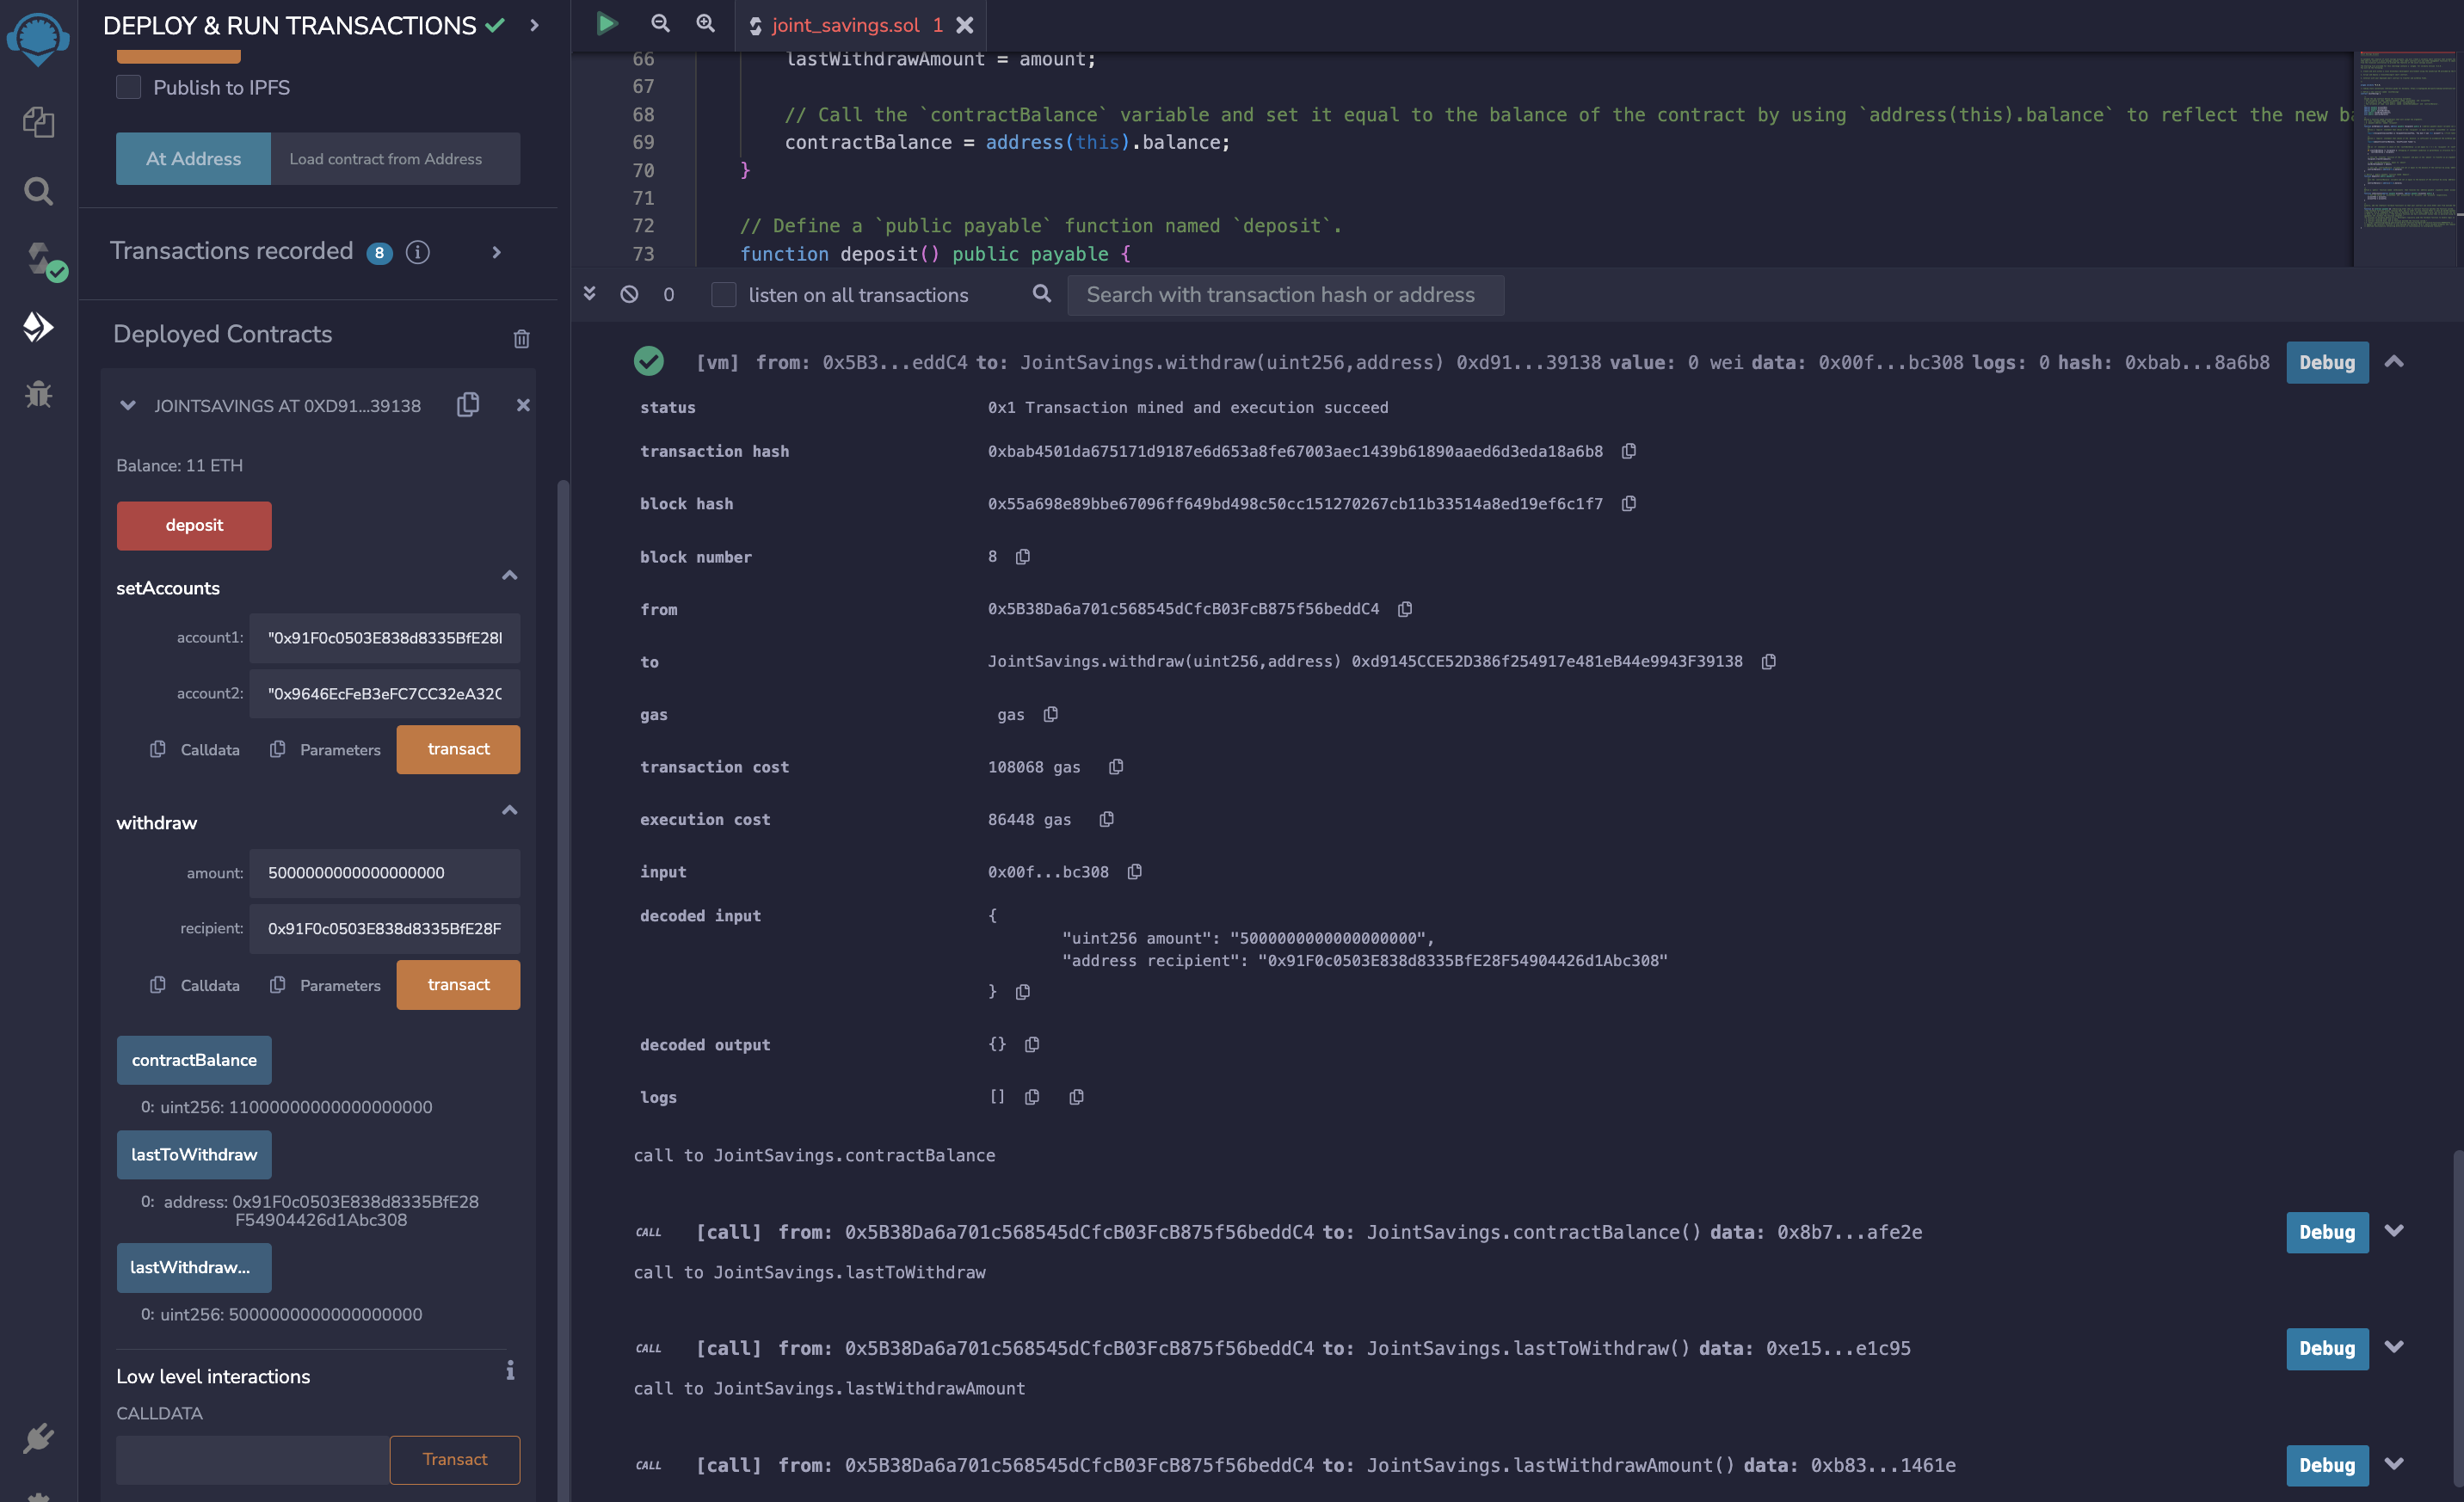 DEPLOY & RUN TRANSACTIONS
Publish to IPFS
At Address
Load contract from Address
Transactions recorded 8 i
Deployed Contracts
JOINTSAVINGS AT 0XD91...39138
Balance: 11 ETH
deposit
setAccounts
account1: "0x91F0c0503E838d8335BfE28I
account2: "0x9646EcFeB3eFC7CC32eA32C
Calldata Parameters transact
withdraw
amount: 5000000000000000000
recipient: 0x91F0c0503E838d8335BfE28F
Calldata Parameters transact
contractBalance
0: uint256: 11000000000000000000
lastToWithdraw
0: address: 0x91F0c0503E838d8335BfE28
F54904426d1Abc308
lastWithdraw...
0: uint256: 5000000000000000000
Low level interactions i
CALLDATA
Transact
joint_savings.sol 1
66 lastWithdrawAmount = amount;
67
68 // Call the `contractBalance` variable and set it equal to the balance of the contract by using `address(this).balance` to reflect the new ba
69 contractBalance = address(this).balance;
70 }
71
72 // Define a `public payable` function named `deposit`.
73 function deposit() public payable {
0 listen on all transactions Search with transaction hash or address
[vm] from: 0x5B3...eddC4 to: JointSavings.withdraw(uint256,address) 0xd91...39138 value: 0 wei data: 0x00f...bc308 logs: 0 hash: 0xbab...8a6b8 Debug
status 0x1 Transaction mined and execution succeed
transaction hash 0xbab4501da675171d9187e6d653a8fe67003aec1439b61890aaed6d3eda18a6b8
block hash 0x55a698e89bbe67096ff649bd498c50cc151270267cb11b33514a8ed19ef6c1f7
block number 8
from 0x5B38Da6a701c568545dCfcB03FcB875f56beddC4
to JointSavings.withdraw(uint256,address) 0xd9145CCE52D386f254917e481eB44e9943F39138
gas gas
transaction cost 108068 gas
execution cost 86448 gas
input 0x00f...bc308
decoded input {
"uint256 amount": "5000000000000000000",
"address recipient": "0x91F0c0503E838d8335BfE28F54904426d1Abc308"
}
decoded output {}
logs []
call to JointSavings.contractBalance
CALL [call] from: 0x5B38Da6a701c568545dCfcB03FcB875f56beddC4 to: JointSavings.contractBalance() data: 0x8b7...afe2e Debug
call to JointSavings.lastToWithdraw
CALL [call] from: 0x5B38Da6a701c568545dCfcB03FcB875f56beddC4 to: JointSavings.lastToWithdraw() data: 0xe15...e1c95 Debug
call to JointSavings.lastWithdrawAmount
CALL [call] from: 0x5B38Da6a701c568545dCfcB03FcB875f56beddC4 to: JointSavings.lastWithdrawAmount() data: 0xb83...1461e Debug